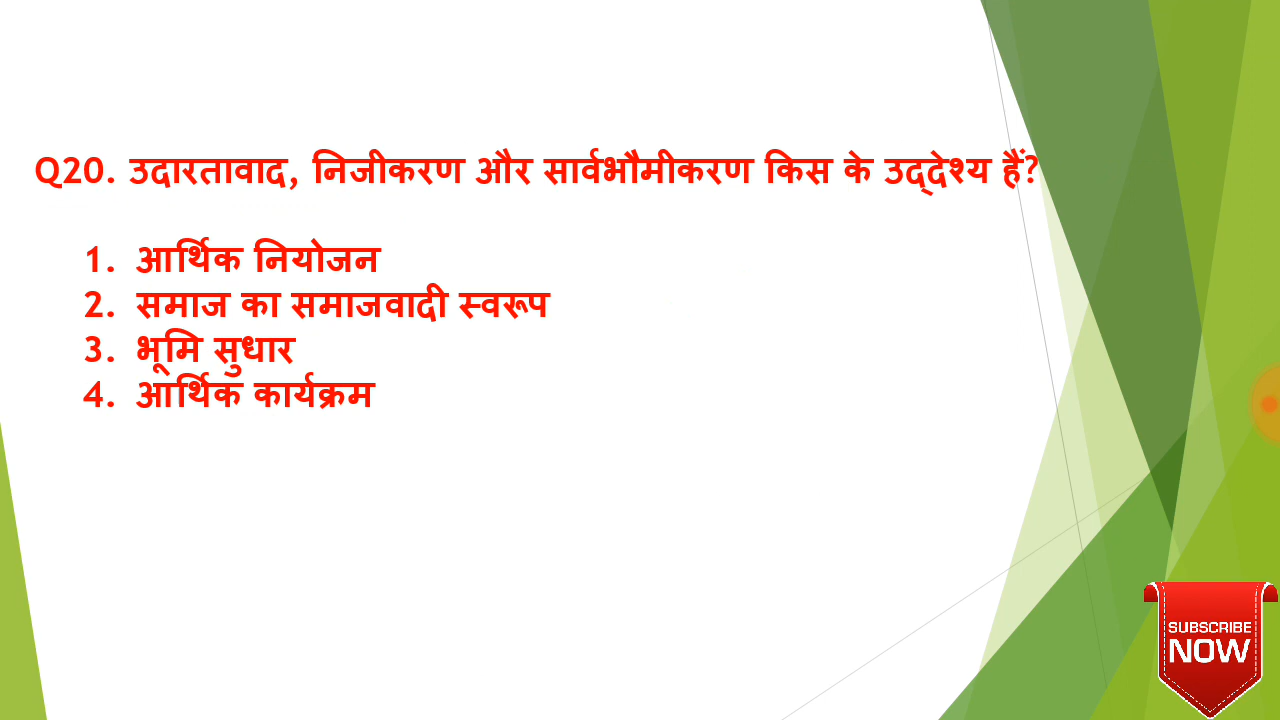 Q20. उदारतावाद, निजीकरण और सार्वभौमीकरण किस के उद्देश्य हैं?
1. आर्थिक नियोजन
2. समाज का समाजवादी स्वरूप
3. भूमि सुधार
4. आर्थिक कार्यक्रम
SUBSCRIBE
NOW